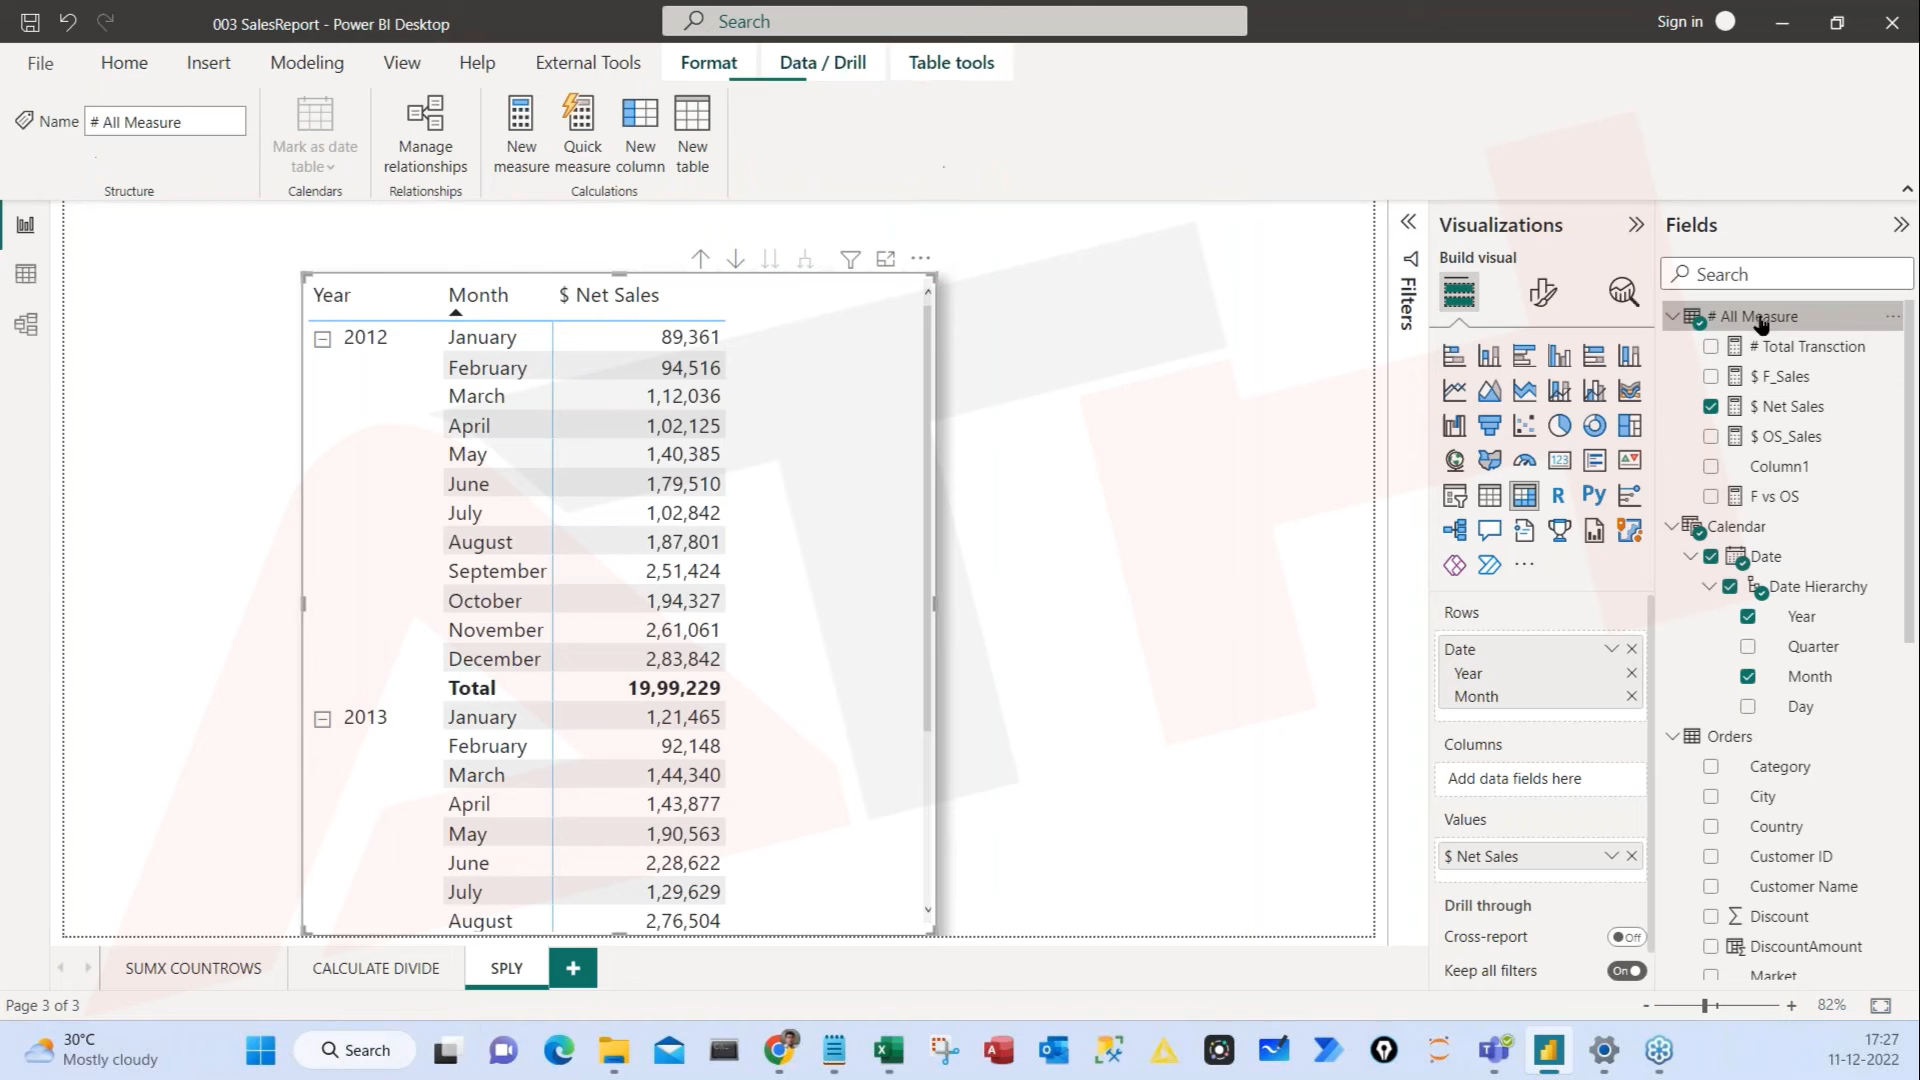 003 SalesReport - Power BI Desktop
Search
Sign in
File
Home
Insert
Modeling
View
Help
External Tools
Format
Data / Drill
Table tools
Name
# All Measure
Mark as date
table
Manage
relationships
New
measure
Quick
measure
New
column
New
table
Structure
Calendars
Relationships
Calculations
Year Month $ Net Sales
2012 January 89,361
February 94,516
March 1,12,036
April 1,02,125
May 1,40,385
June 1,79,510
July 1,02,842
August 1,87,801
September 2,51,424
October 1,94,327
November 2,61,061
December 2,83,842
Total 19,99,229
2013 January 1,21,465
February 92,148
March 1,44,340
April 1,43,877
May 1,90,563
June 2,28,622
July 1,29,629
August 2,76,504
Filters
Visualizations
Build visual
123
R
Py
Rows
Date
Year
Month
Columns
Add data fields here
Values
$ Net Sales
Drill through
Cross-report
Off
Keep all filters
On
Fields
Search
# All Measure
# Total Transction
$ F_Sales
$ Net Sales
$ OS_Sales
Column1
F vs OS
Calendar
Date
Date Hierarchy
Year
Quarter
Month
Day
Orders
Category
City
Country
Customer ID
Customer Name
Discount
DiscountAmount
Market
SUMX COUNTROWS
CALCULATE DIVIDE
SPLY
Page 3 of 3
82%
30°C
Mostly cloudy
Search
17:27
11-12-2022